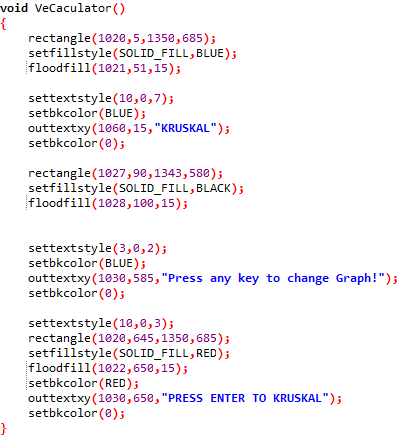 void VeCaculator()
{
rectangle(1020,5,1350,685);
setfillstyle(SOLID_FILL,BLUE);
floodfill(1021,51,15);
settextstyle(10,0,7);
setbkcolor(BLUE);
outtextxy(1060,15,"KRUSKAL");
setbkcolor(0);
rectangle(1027,90,1343,580);
setfillstyle(SOLID_FILL,BLACK);
floodfill(1028,100,15);
settextstyle(3,0,2);
setbkcolor(BLUE);
outtextxy(1030,585,"Press any key to change Graph!");
setbkcolor(0);
settextstyle(10,0,3);
rectangle(1020,645,1350,685);
setfillstyle(SOLID_FILL,RED);
floodfill(1022,650,15);
setbkcolor(RED);
outtextxy(1030,650,"PRESS ENTER TO KRUSKAL");
setbkcolor(0);
}